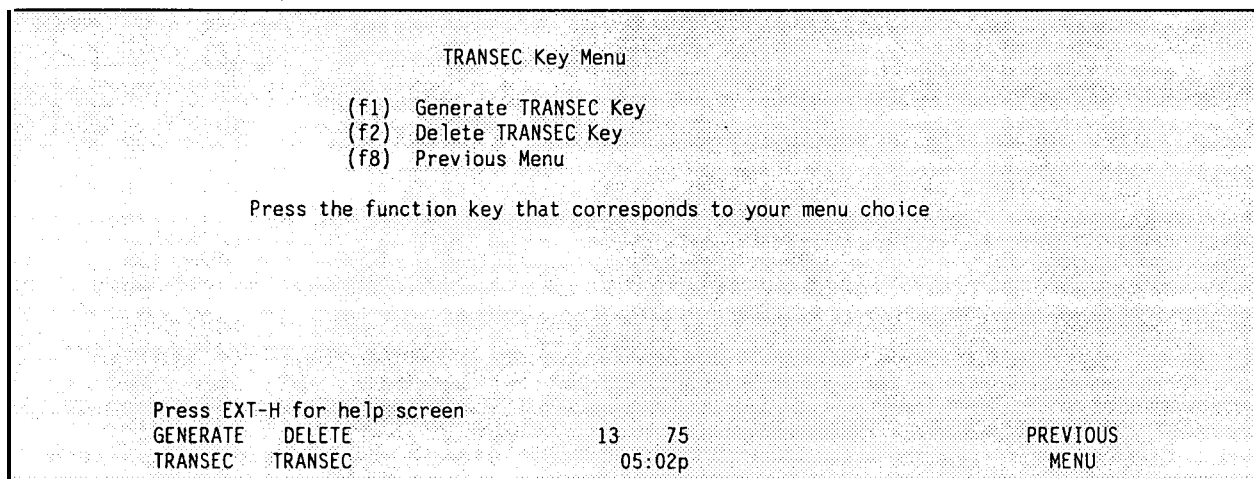 TRANSEC Key Menu
(f1) Generate TRANSEC Key
(f2) Delete TRANSEC Key
(f8) Previous Menu
Press the function key that corresponds to your menu choice
Press EXT-H for help screen
GENERATE DELETE 13 75 PREVIOUS
TRANSEC TRANSEC 05:02p MENU